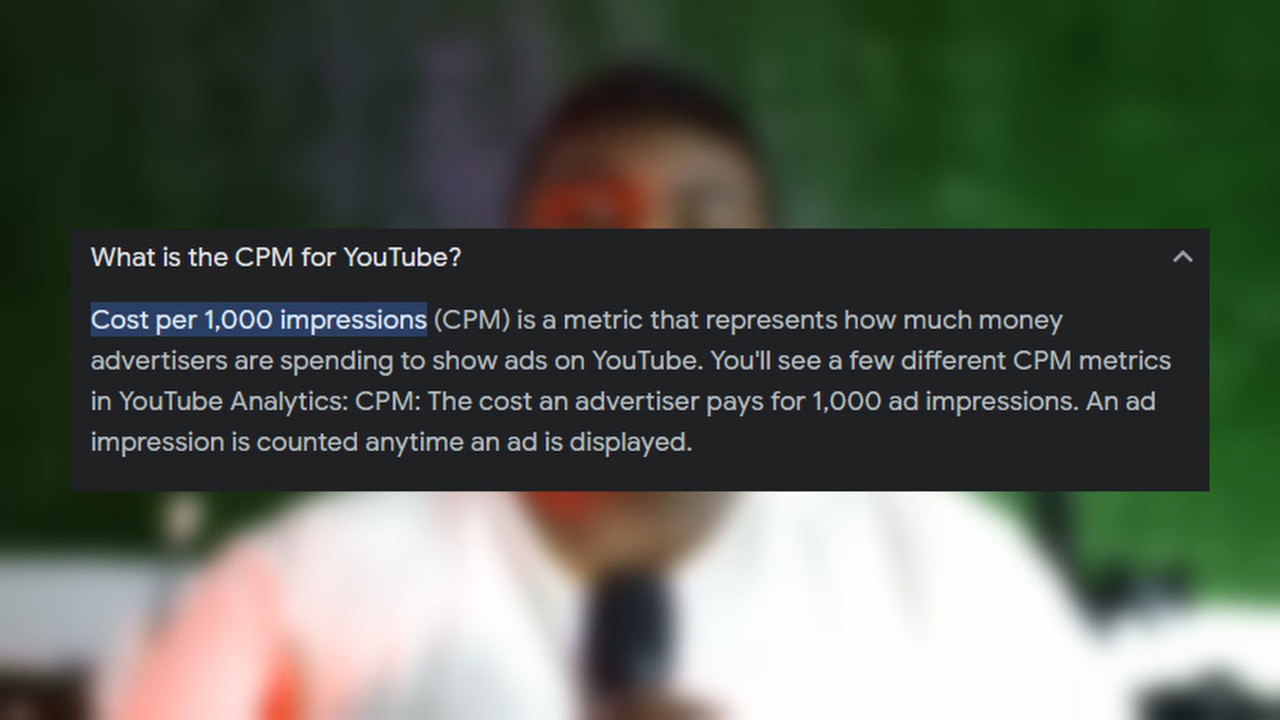 What is the CPM for YouTube?
Cost per 1,000 impressions (CPM) is a metric that represents how much money
advertisers are spending to show ads on YouTube. You'll see a few different CPM metrics
in YouTube Analytics: CPM: The cost an advertiser pays for 1,000 ad impressions. An ad
impression is counted anytime an ad is displayed.